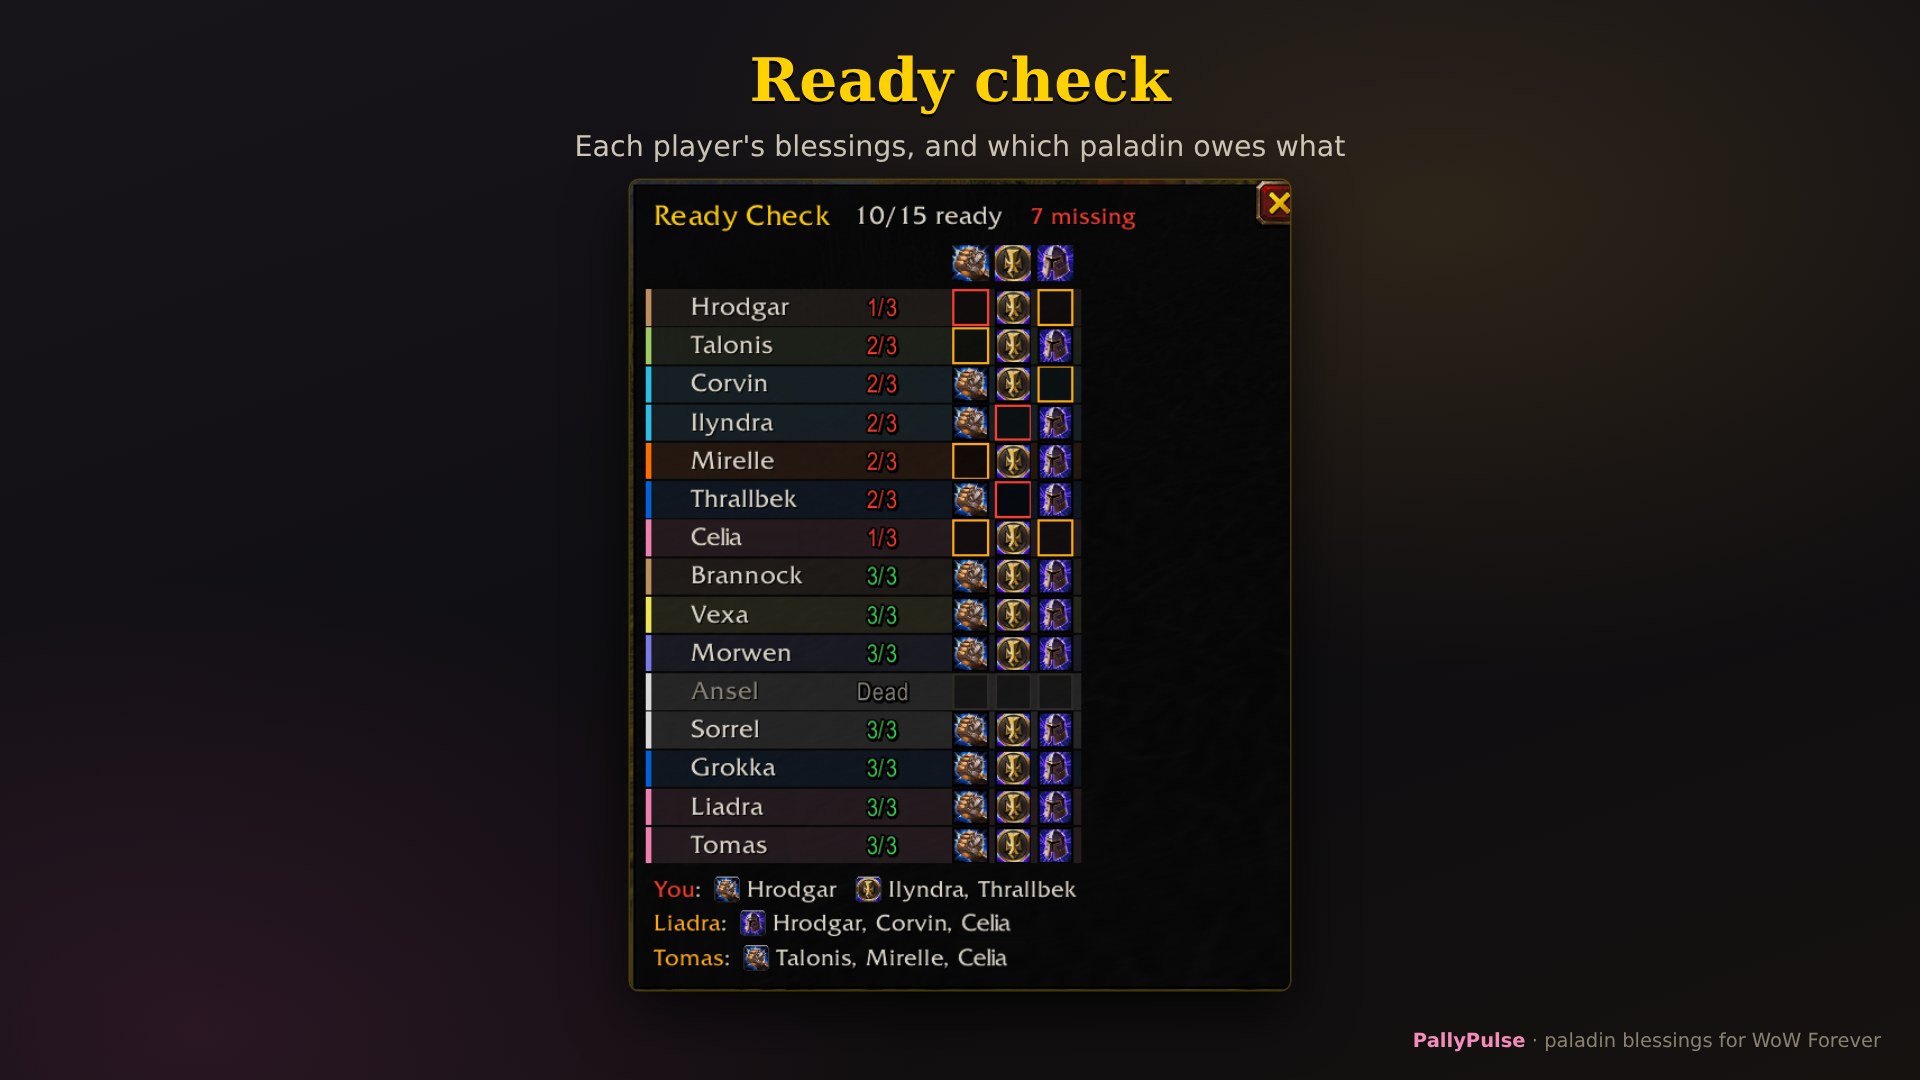 Ready check
Each player's blessings, and which paladin owes what
Ready Check 10/15 ready 7 missing
Hrodgar 1/3
Talonis 2/3
Corvin 2/3
Ilyndra 2/3
Mirelle 2/3
Thrallbek 2/3
Celia 1/3
Brannock 3/3
Vexa 3/3
Morwen 3/3
Ansel Dead
Sorrel 3/3
Grokka 3/3
Liadra 3/3
Tomas 3/3
You: Hrodgar Ilyndra, Thrallbek
Liadra: Hrodgar, Corvin, Celia
Tomas: Talonis, Mirelle, Celia
PallyPulse · paladin blessings for WoW Forever